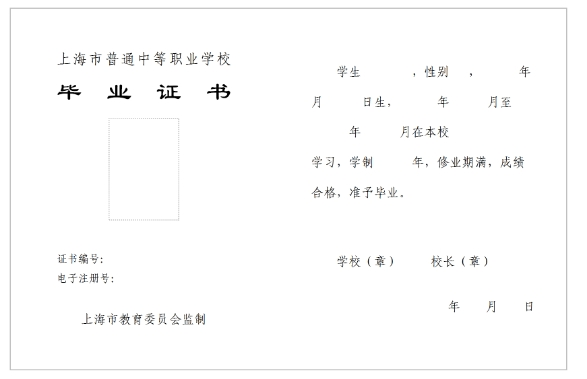 上海市普通中等职业学校
毕 业 证 书
证书编号：
电子注册号：
上海市教育委员会监制
学生 ，性别 ， 年
月 日生， 年 月至
年 月在本校
学习，学制 年，修业期满，成绩
合格，准予毕业。
学校（章） 校长（章）
年 月 日